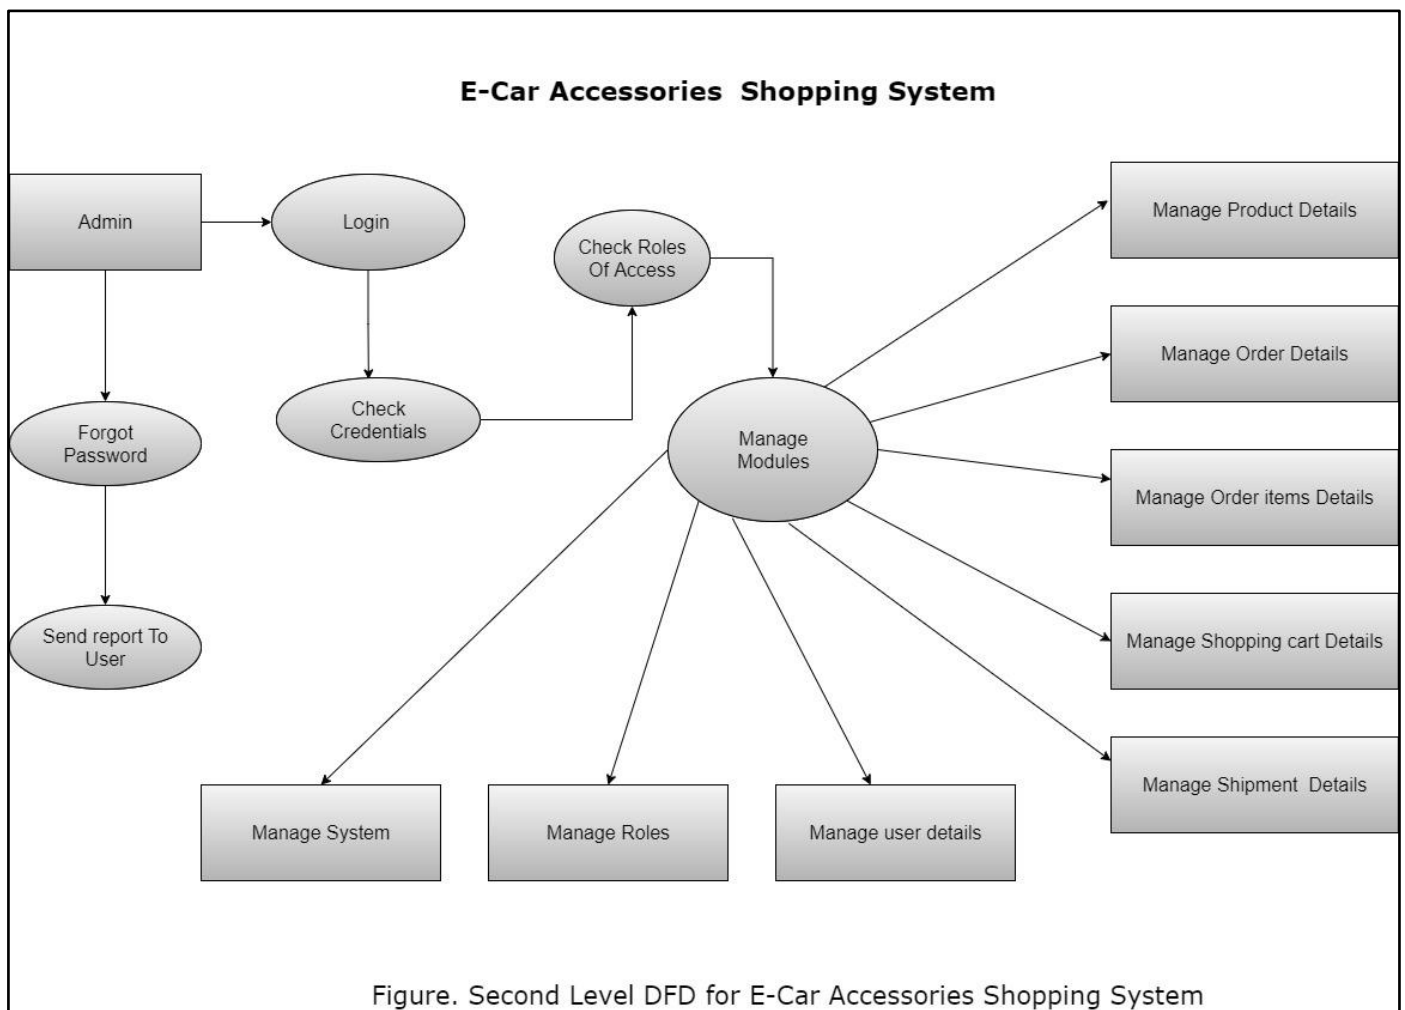 E-Car Accessories  Shopping System
Admin
Login
Check Roles
Of Access
Manage Product Details
Manage Order Details
Forgot
Password
Check
Credentials
Manage
Modules
Manage Order items Details
Send report To
User
Manage Shopping cart Details
Manage Shipment  Details
Manage System
Manage Roles
Manage user details
Figure. Second Level DFD for E-Car Accessories Shopping System